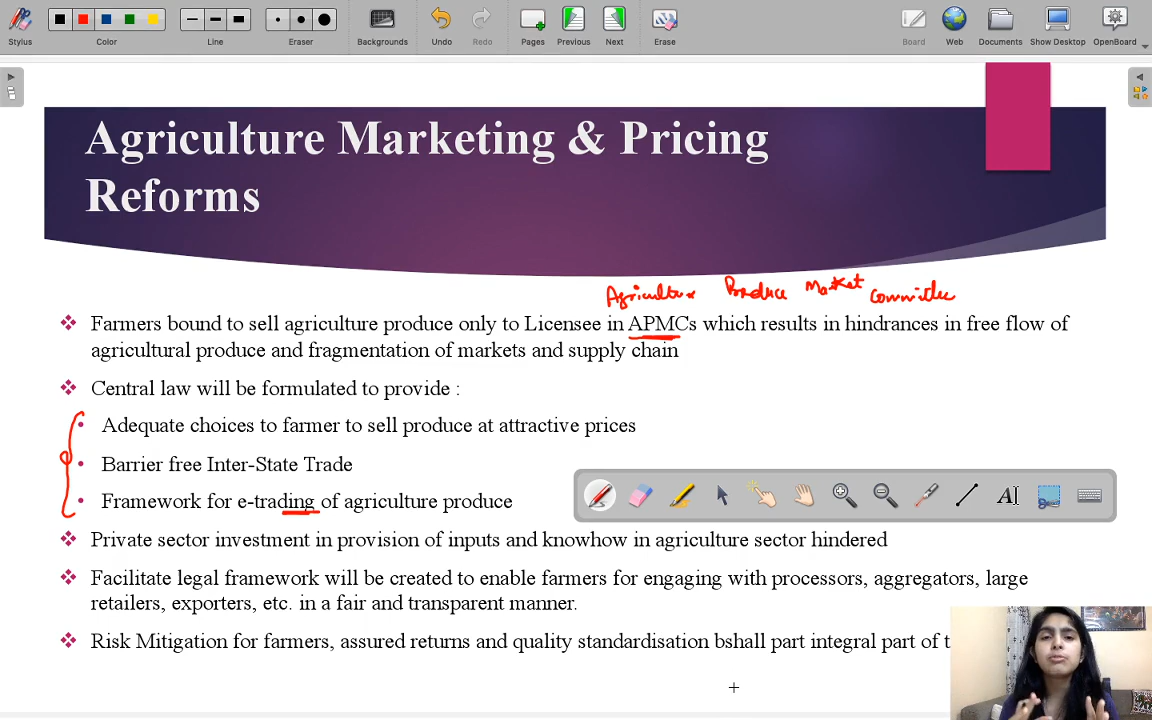 Stylus
Color
Line
Eraser
Backgrounds
Undo
Redo
Pages
Previous
Next
Erase
Board
Web
Documents
Show Desktop
OpenBoard
Agriculture Marketing & Pricing
Reforms
Agriculture Produce Market Committee
❖ Farmers bound to sell agriculture produce only to Licensee in APMCs which results in hindrances in free flow of
agricultural produce and fragmentation of markets and supply chain
❖ Central law will be formulated to provide :
• Adequate choices to farmer to sell produce at attractive prices
• Barrier free Inter-State Trade
• Framework for e-trading of agriculture produce
❖ Private sector investment in provision of inputs and knowhow in agriculture sector hindered
❖ Facilitate legal framework will be created to enable farmers for engaging with processors, aggregators, large
retailers, exporters, etc. in a fair and transparent manner.
❖ Risk Mitigation for farmers, assured returns and quality standardisation bshall part integral part of t